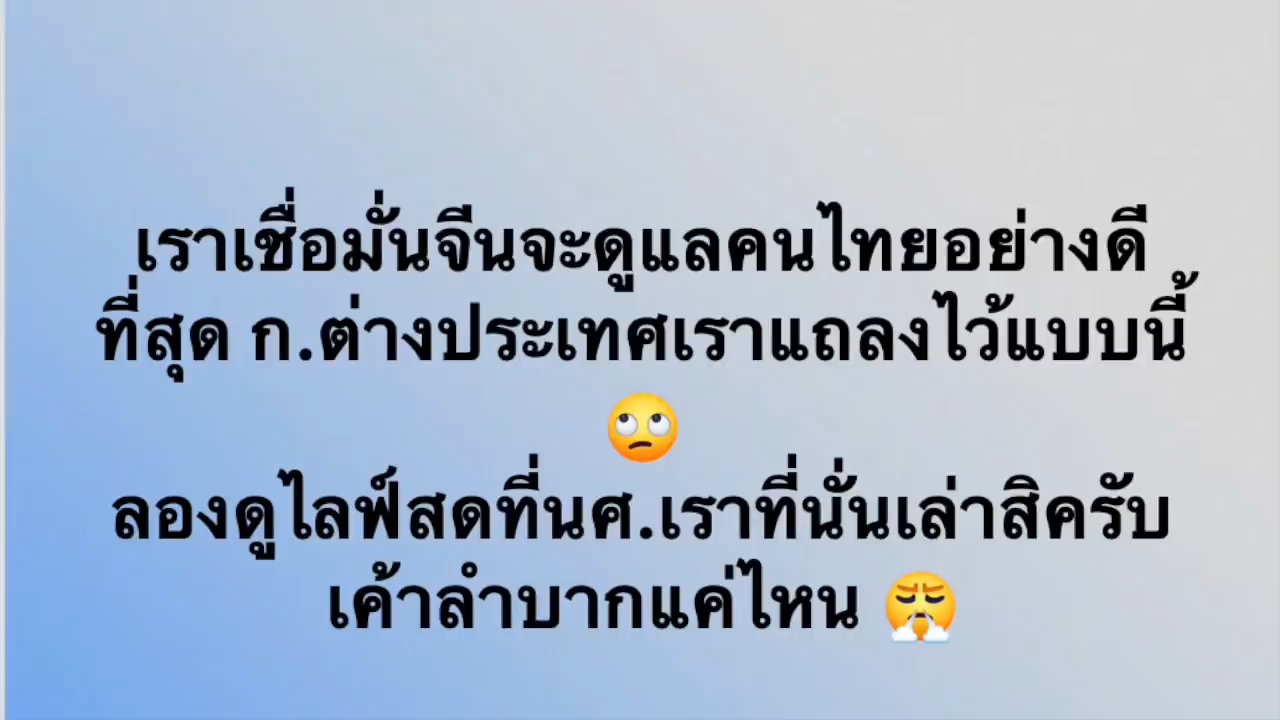 เราเชื่อมั่นจีนจะดูแลคนไทยอย่างดี
ที่สุด ก.ต่างประเทศเราแถลงไว้แบบนี้
🙄
ลองดูไลฟ์สดที่นศ.เราที่นั่นเล่าสิครับ
เค้าลำบากแค่ไหน 😤